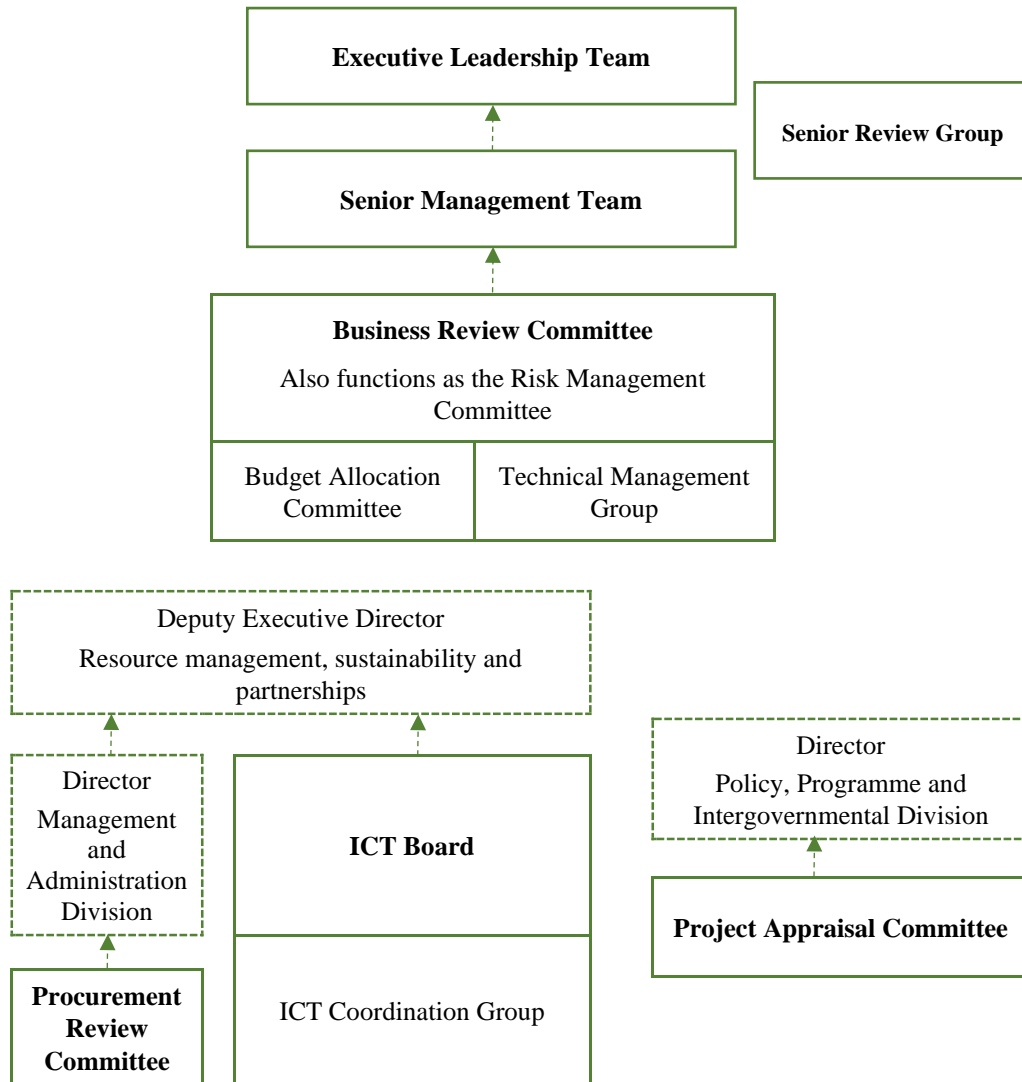 Executive Leadership Team
Senior Review Group
Senior Management Team
Business Review Committee
Also functions as the Risk Management
Committee
Budget Allocation
Committee
Technical Management
Group
Deputy Executive Director
Resource management, sustainability and
partnerships
Director
Management
and
Administration
Division
ICT Board
Director
Policy, Programme and
Intergovernmental Division
Project Appraisal Committee
Procurement
Review
Committee
ICT Coordination Group